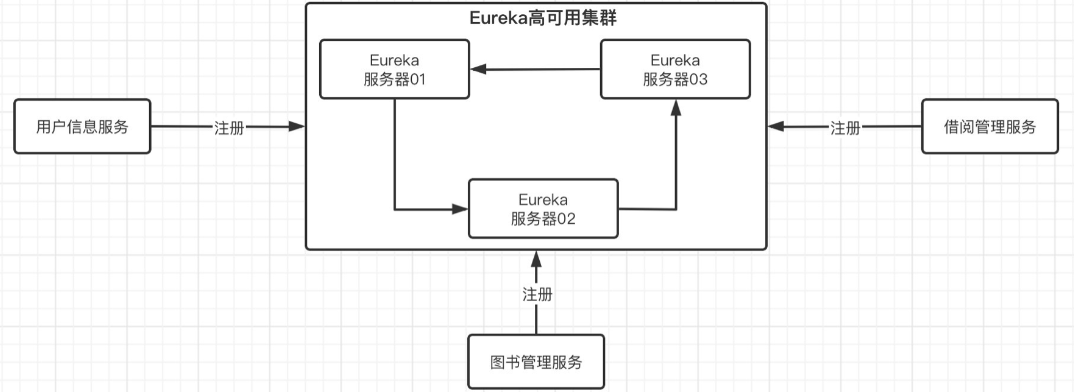 Eureka高可用集群
Eureka
服务器01
Eureka
服务器03
用户信息服务
注册
注册
借阅管理服务
Eureka
服务器02
注册
图书管理服务